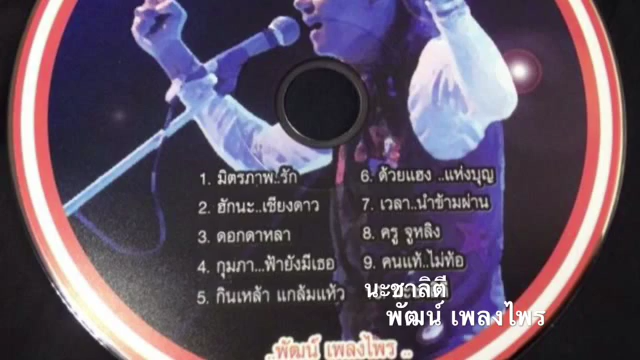 1. มิตรภาพ..รัก
2. ฮักนะ..เชียงดาว
3. ดอกดาหลา
4. กุมภา...ฟ้ายังมีเธอ
5. กินเหล้า แกล้มแห้ว
6. ด้วยแฮง ..แห่งบุญ
7. เวลา..นำข้ามผ่าน
8. ครู จูหลิง
9. คนแท้..ไม่ท้อ
นะชาลิตี
พัฒน์ เพลงไพร
..พัฒน์ เพลงไพร ..